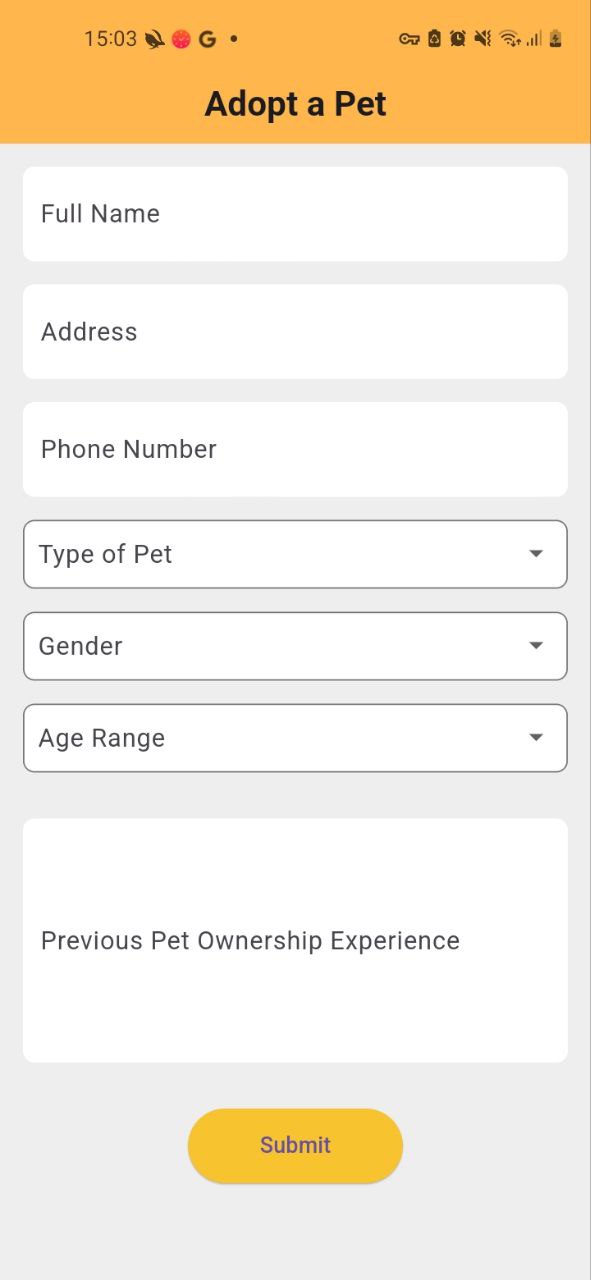 15:03
Adopt a Pet
Full Name
Address
Phone Number
Type of Pet
Gender
Age Range
Previous Pet Ownership Experience
Submit